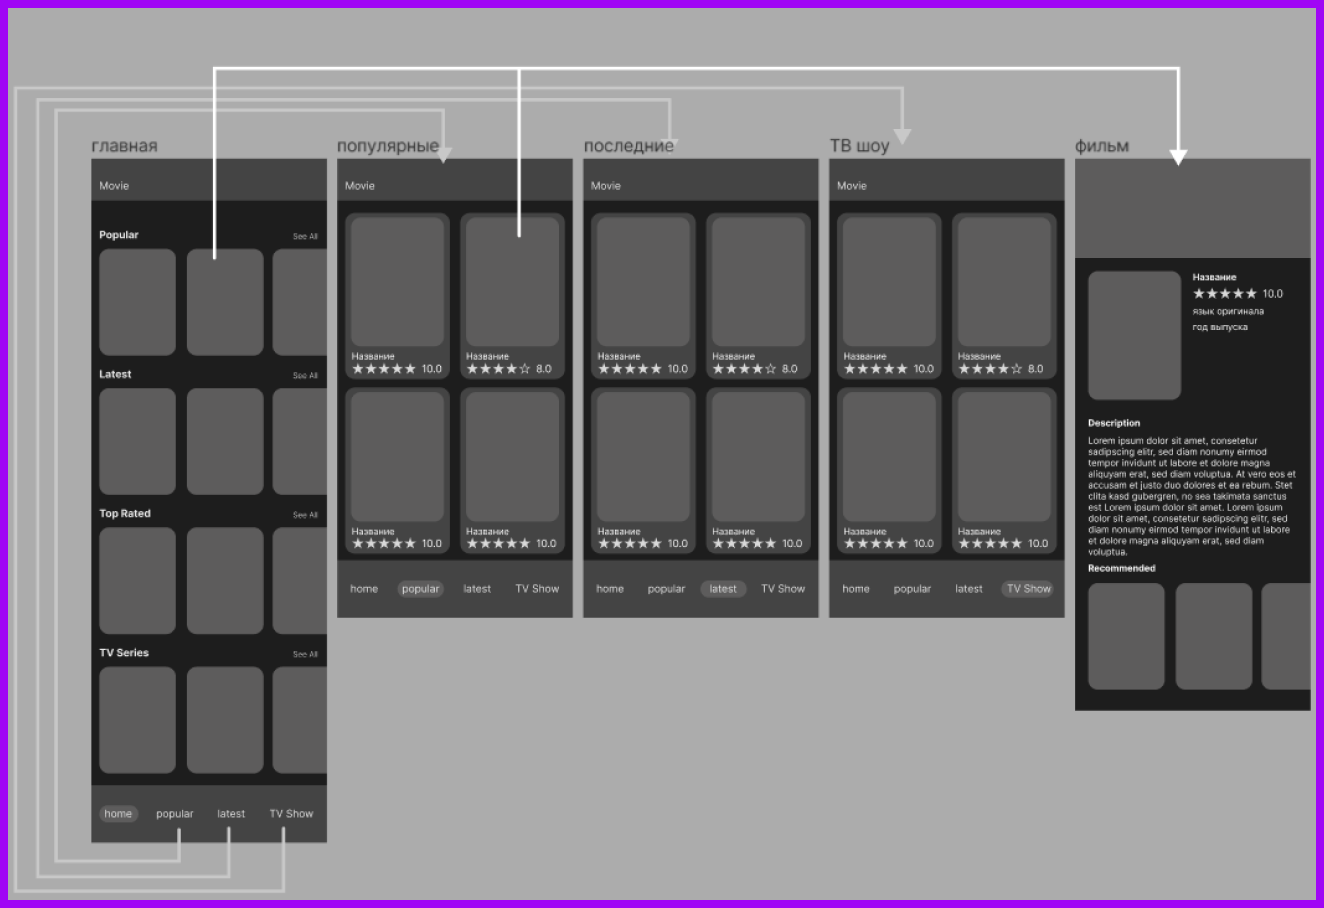 главная
Movie
Popular
See All
Latest
See All
Top Rated
See All
TV Series
See All
home popular latest TV Show
популярные
Movie
Название
★★★★★ 10.0
Название
★★★★☆ 8.0
Название
★★★★★ 10.0
Название
★★★★★ 10.0
home popular latest TV Show
последние
Movie
Название
★★★★★ 10.0
Название
★★★★☆ 8.0
Название
★★★★★ 10.0
Название
★★★★★ 10.0
home popular latest TV Show
ТВ шоу
Movie
Название
★★★★★ 10.0
Название
★★★★☆ 8.0
Название
★★★★★ 10.0
Название
★★★★★ 10.0
home popular latest TV Show
фильм
Название
★★★★★ 10.0
язык оригинала
год выпуска
Description
Lorem ipsum dolor sit amet, consetetur
sadipscing elitr, sed diam nonumy eirmod
tempor invidunt ut labore et dolore magna
aliquyam erat, sed diam voluptua. At vero eos et
accusam et justo duo dolores et ea rebum. Stet
clita kasd gubergren, no sea takimata sanctus
est Lorem ipsum dolor sit amet. Lorem ipsum
dolor sit amet, consetetur sadipscing elitr, sed
diam nonumy eirmod tempor invidunt ut labore
et dolore magna aliquyam erat, sed diam
voluptua.
Recommended